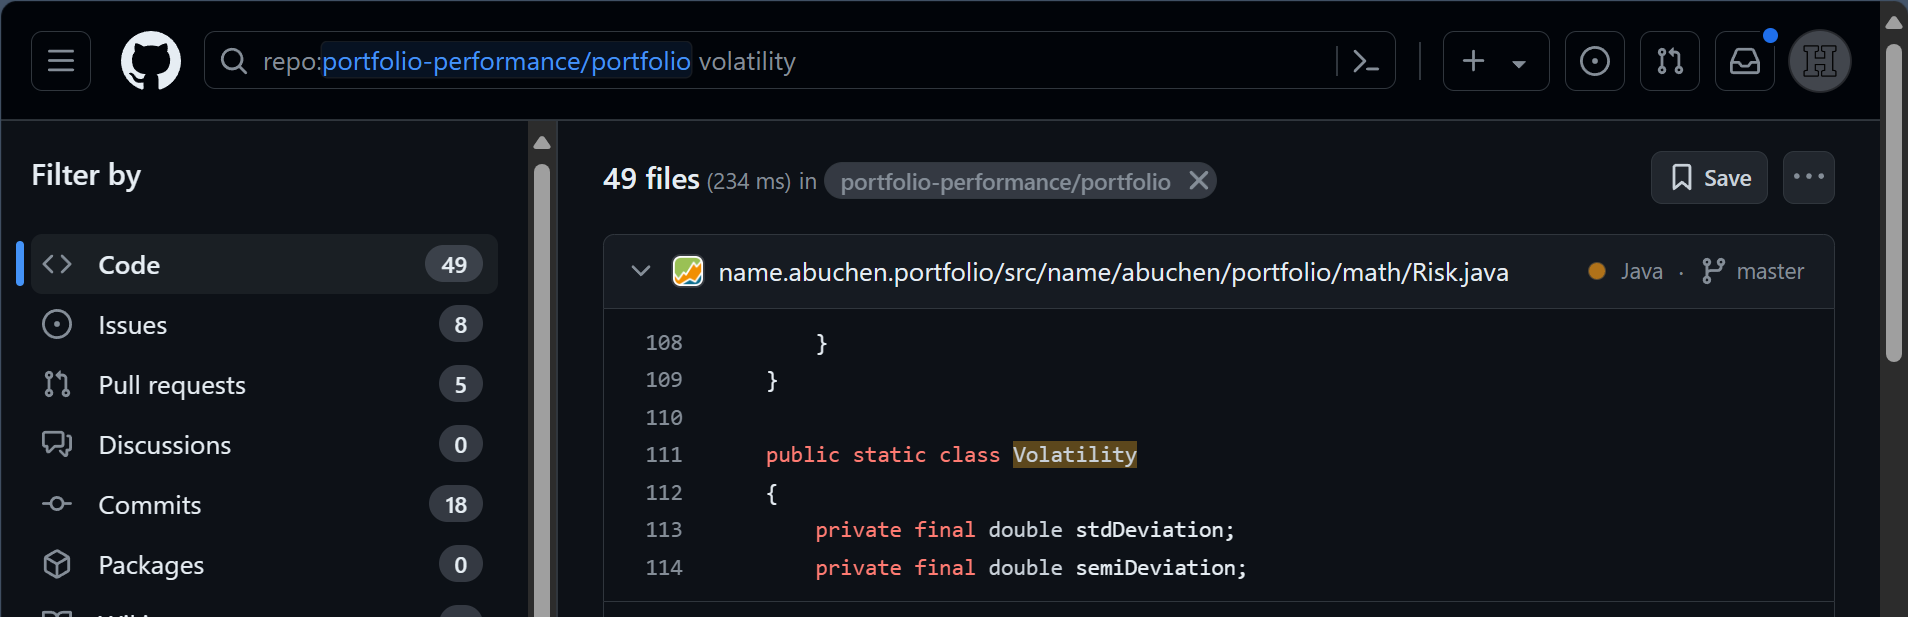 repo:portfolio-performance/portfolio volatility
Filter by
Code 49
Issues 8
Pull requests 5
Discussions 0
Commits 18
Packages 0
49 files (234 ms) in portfolio-performance/portfolio
Save
name.abuchen.portfolio/src/name/abuchen/portfolio/math/Risk.java
Java · master
108 }
109 }
110
111 public static class Volatility
112 {
113 private final double stdDeviation;
114 private final double semiDeviation;